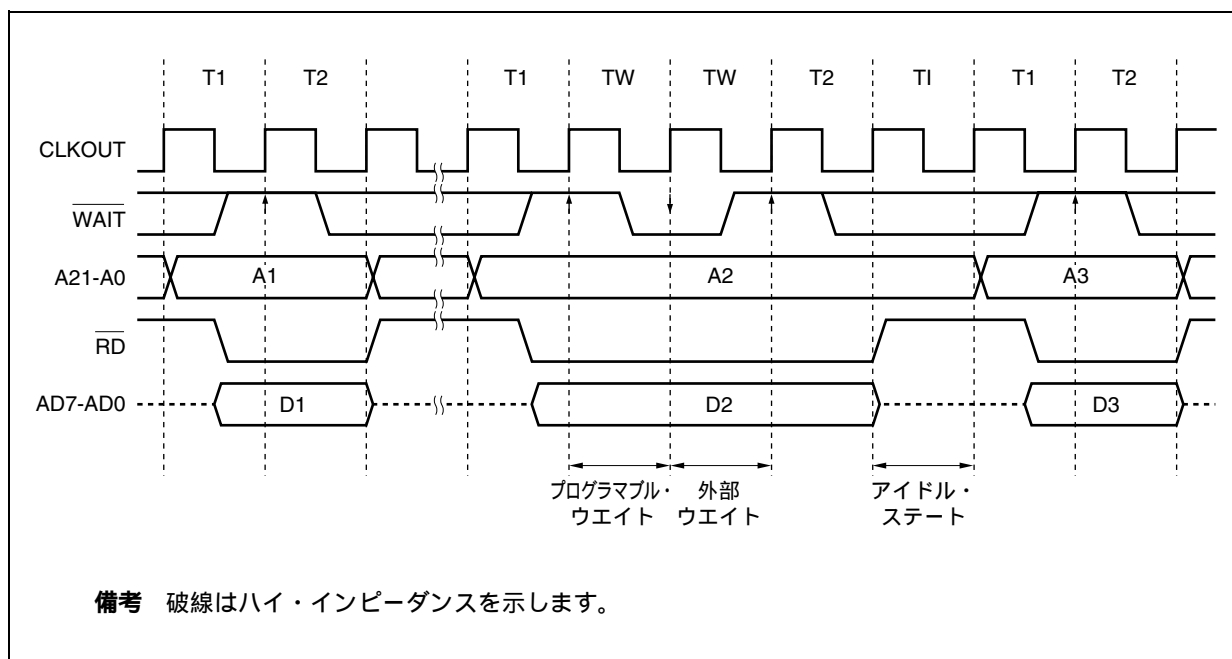 T1 T2 T1 TW TW T2 TI T1 T2
CLKOUT
WAIT
A21-A0 A1 A2 A3
RD
AD7-AD0 D1 D2 D3
プログラマブル・ 外部 アイドル・
ウエイト ウエイト ステート
備考 破線はハイ・インピーダンスを示します。